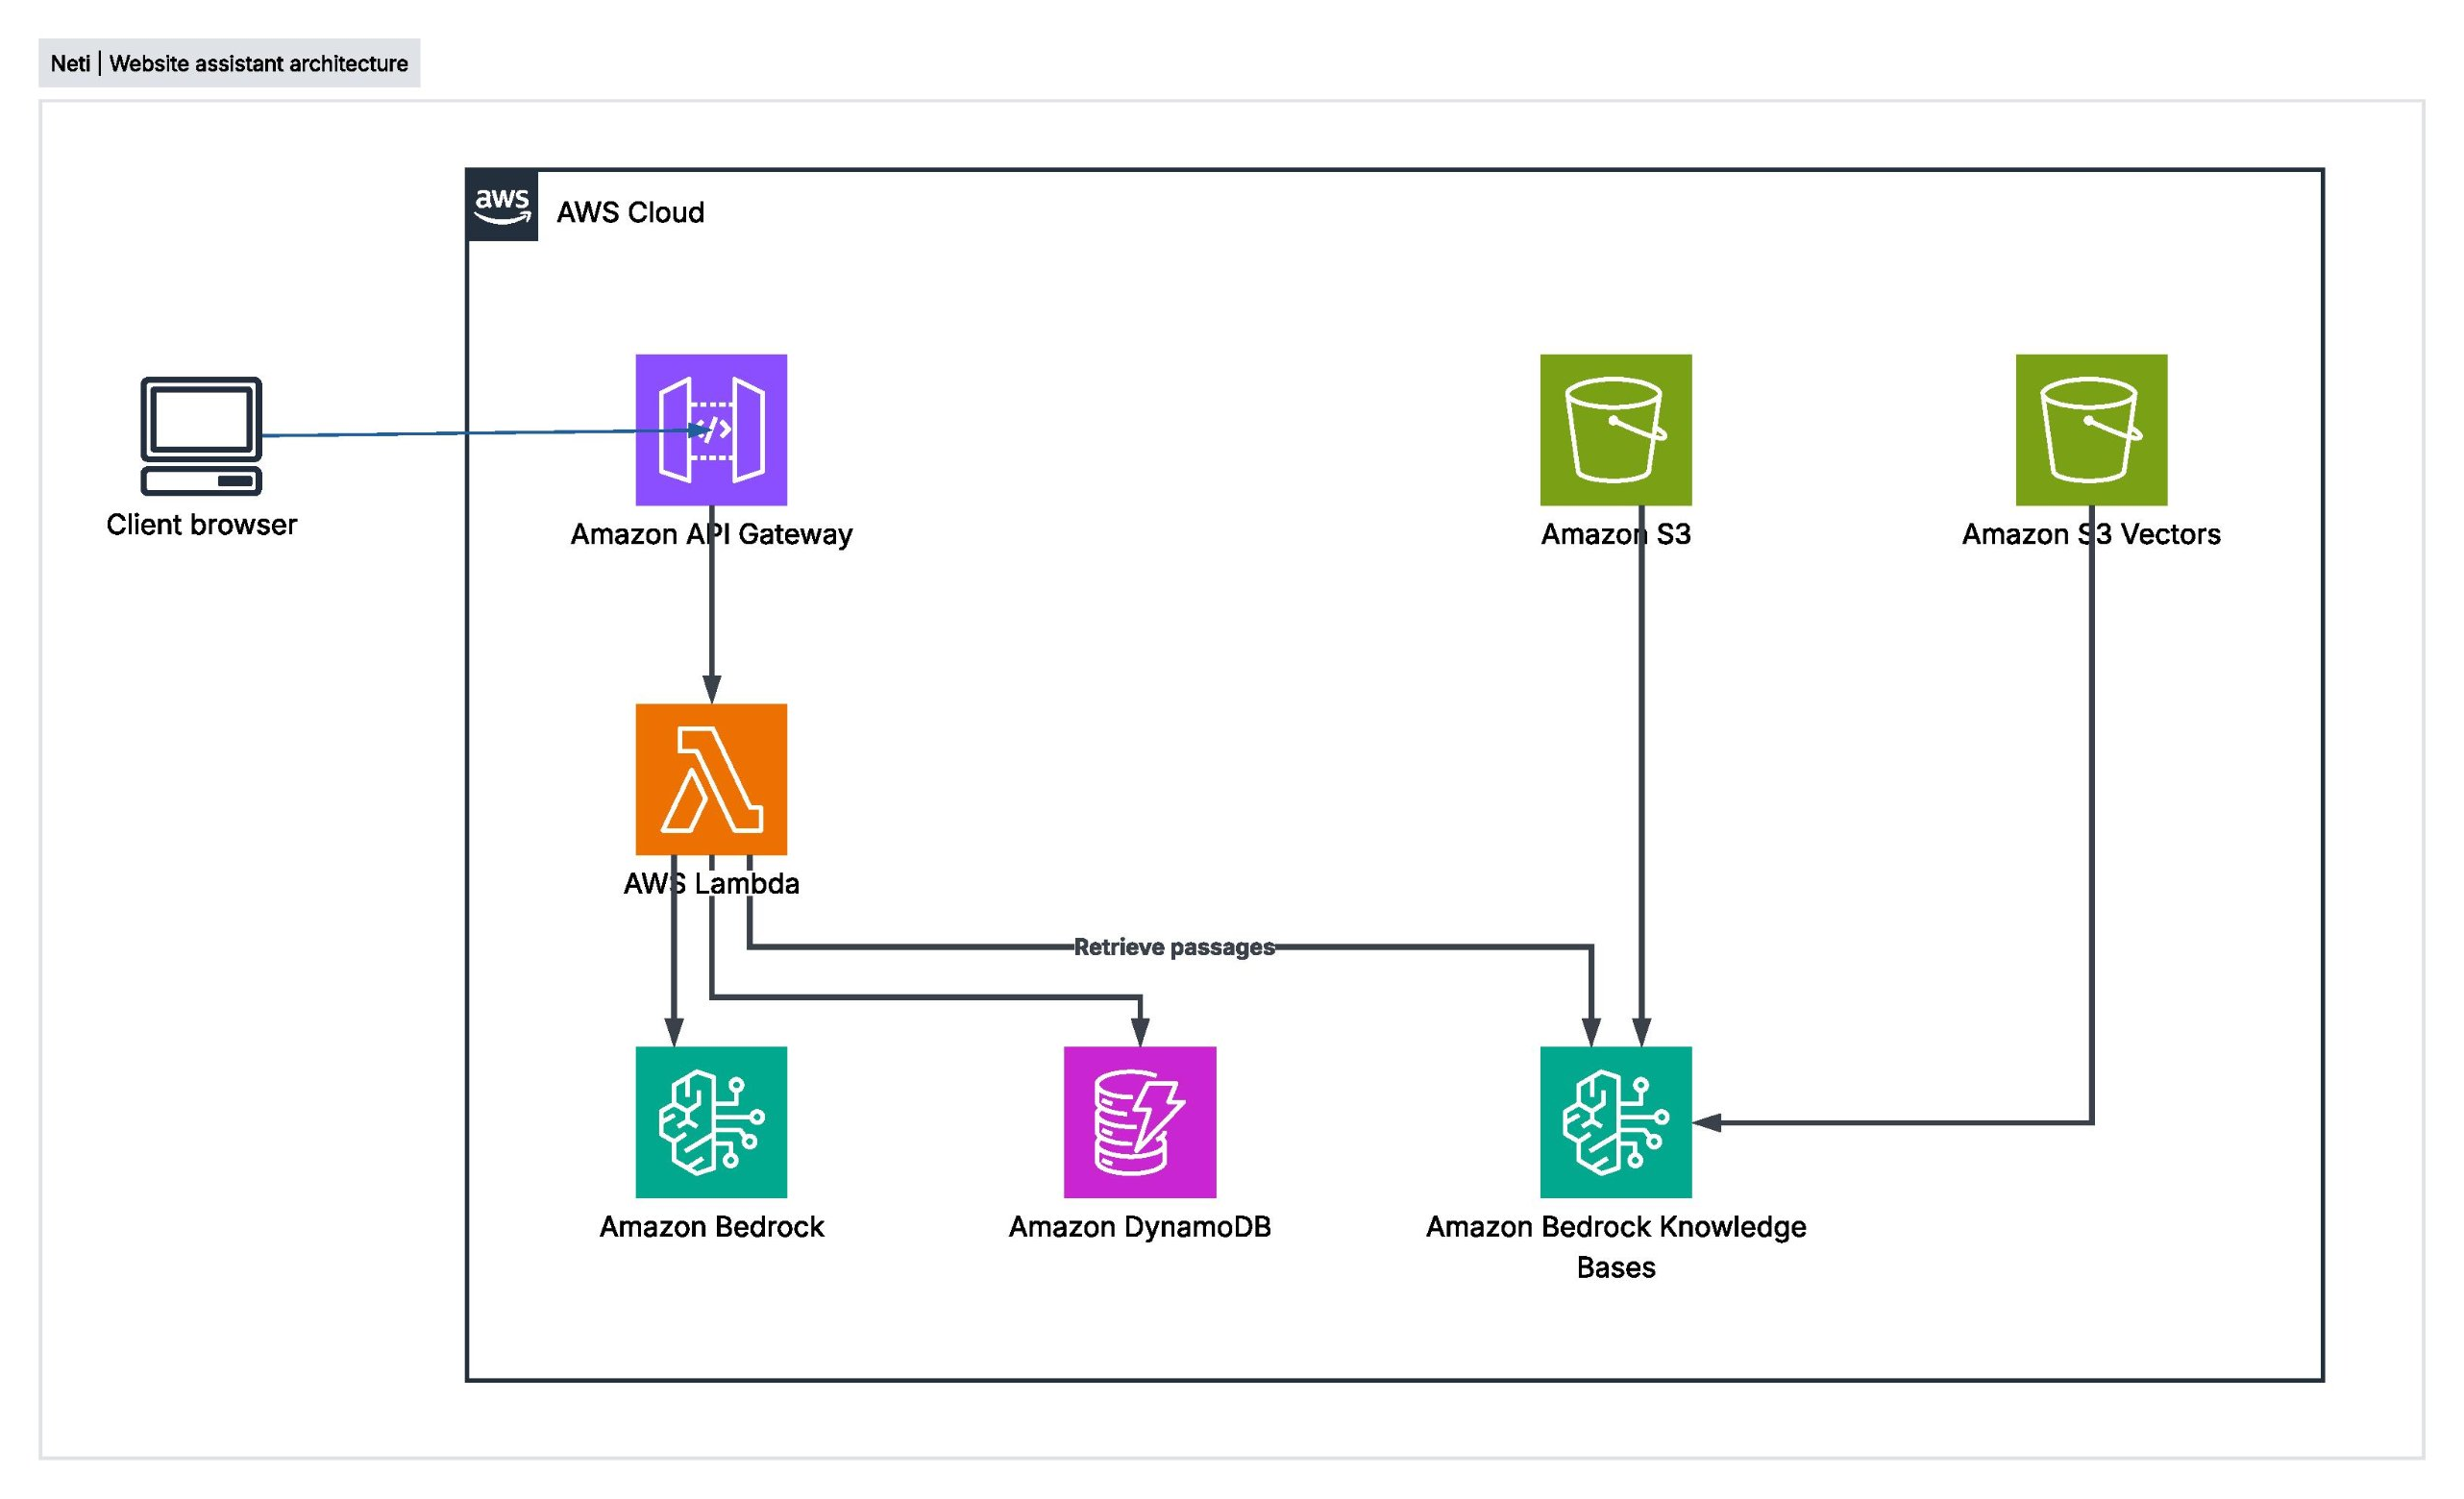 Neti | Website assistant architecture
aws
AWS Cloud
Client browser
Amazon API Gateway
Amazon S3
Amazon S3 Vectors
AWS Lambda
Retrieve passages
Amazon Bedrock
Amazon DynamoDB
Amazon Bedrock Knowledge
Bases